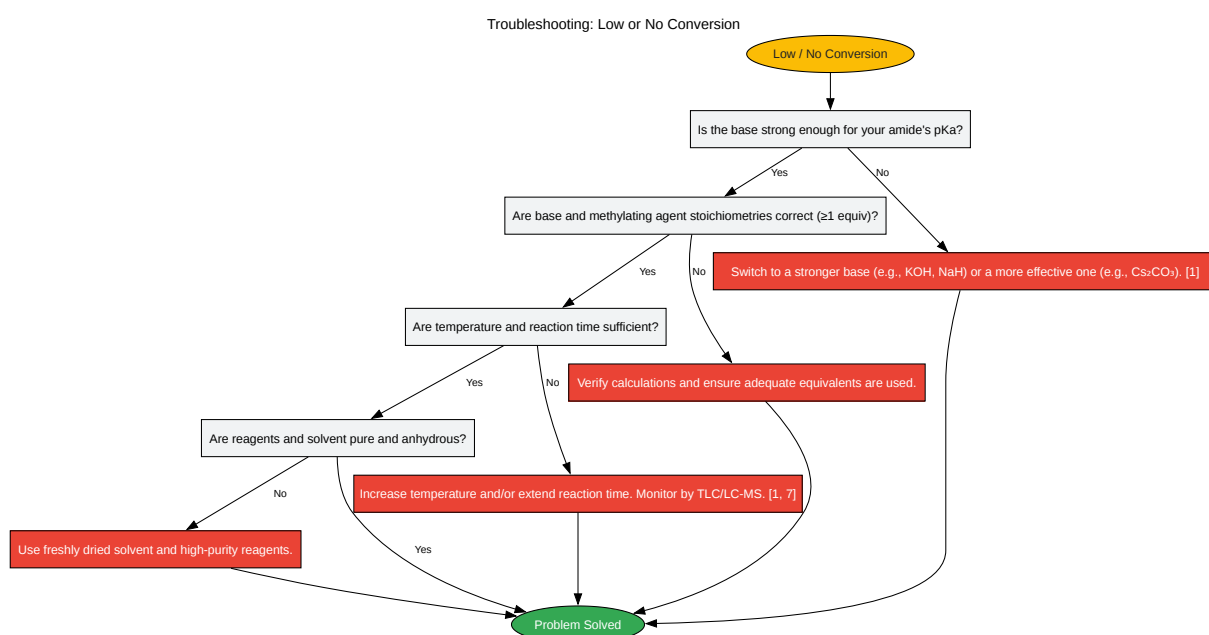 Troubleshooting: Low or No Conversion
Low / No Conversion
Is the base strong enough for your amide's pKa?
Yes
No
Are base and methylating agent stoichiometries correct (≥1 equiv)?
Yes
No
Switch to a stronger base (e.g., KOH, NaH) or a more effective one (e.g., Cs₂CO₃). [1]
Are temperature and reaction time sufficient?
Yes
No
Verify calculations and ensure adequate equivalents are used.
Are reagents and solvent pure and anhydrous?
No
Yes
Increase temperature and/or extend reaction time. Monitor by TLC/LC-MS. [1, 7]
Use freshly dried solvent and high-purity reagents.
Problem Solved